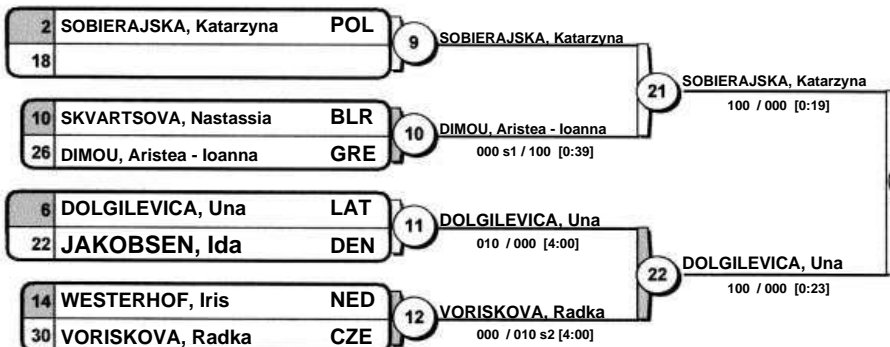 2 SOBIERAJSKA, Katarzyna POL
18
9 SOBIERAJSKA, Katarzyna
10 SKVARTSOVA, Nastassia BLR
26 DIMOU, Aristea - Ioanna GRE
10 DIMOU, Aristea - Ioanna
000 s1 / 100 [0:39]
21 SOBIERAJSKA, Katarzyna
100 / 000 [0:19]
6 DOLGILEVICA, Una LAT
22 JAKOBSEN, Ida DEN
11 DOLGILEVICA, Una
010 / 000 [4:00]
14 WESTERHOF, Iris NED
30 VORISKOVA, Radka CZE
12 VORISKOVA, Radka
000 / 010 s2 [4:00]
22 DOLGILEVICA, Una
100 / 000 [0:23]